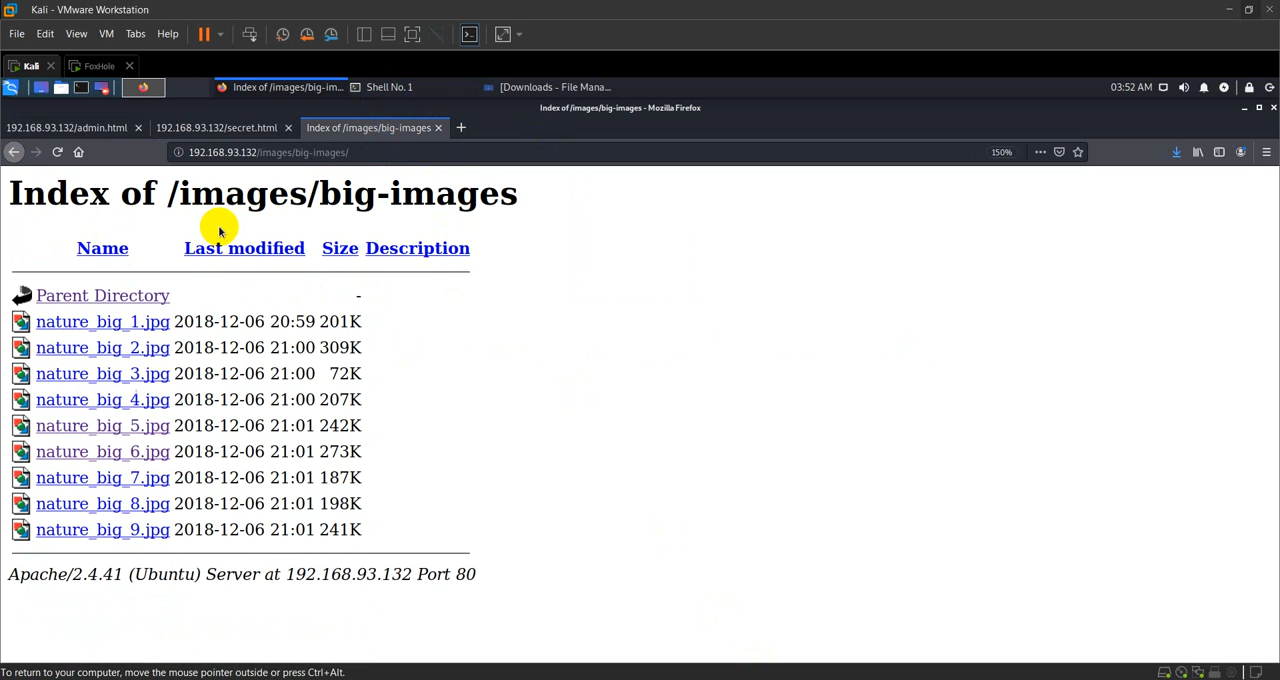 Kali - VMware Workstation
File Edit View VM Tabs Help
Kali FoxHole
Index of /images/big-im... Shell No. 1 [Downloads - File Mana... 03:52 AM
Index of /images/big-images - Mozilla Firefox
192.168.93.132/admin.html 192.168.93.132/secret.html Index of /images/big-images
192.168.93.132/images/big-images/ 150%
Index of /images/big-images
Name Last modified Size Description
Parent Directory -
nature_big_1.jpg 2018-12-06 20:59 201K
nature_big_2.jpg 2018-12-06 21:00 309K
nature_big_3.jpg 2018-12-06 21:00 72K
nature_big_4.jpg 2018-12-06 21:00 207K
nature_big_5.jpg 2018-12-06 21:01 242K
nature_big_6.jpg 2018-12-06 21:01 273K
nature_big_7.jpg 2018-12-06 21:01 187K
nature_big_8.jpg 2018-12-06 21:01 198K
nature_big_9.jpg 2018-12-06 21:01 241K
Apache/2.4.41 (Ubuntu) Server at 192.168.93.132 Port 80
To return to your computer, move the mouse pointer outside or press Ctrl+Alt.